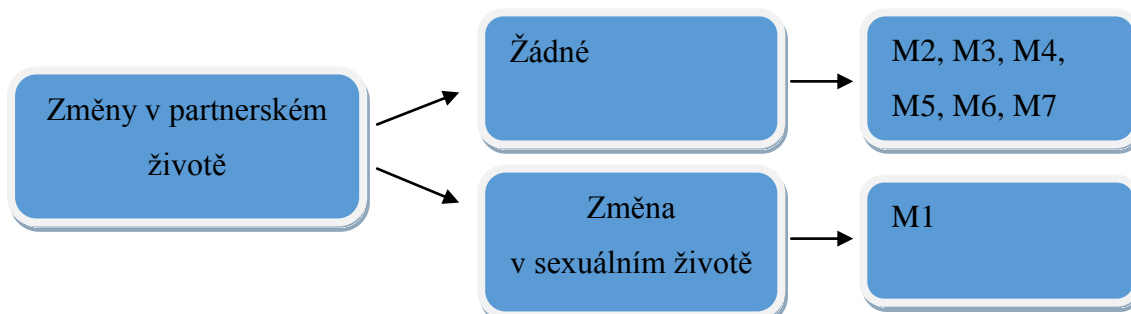 Změny v partnerském
životě
Žádné
M2, M3, M4,
M5, M6, M7
Změna
v sexuálním životě
M1